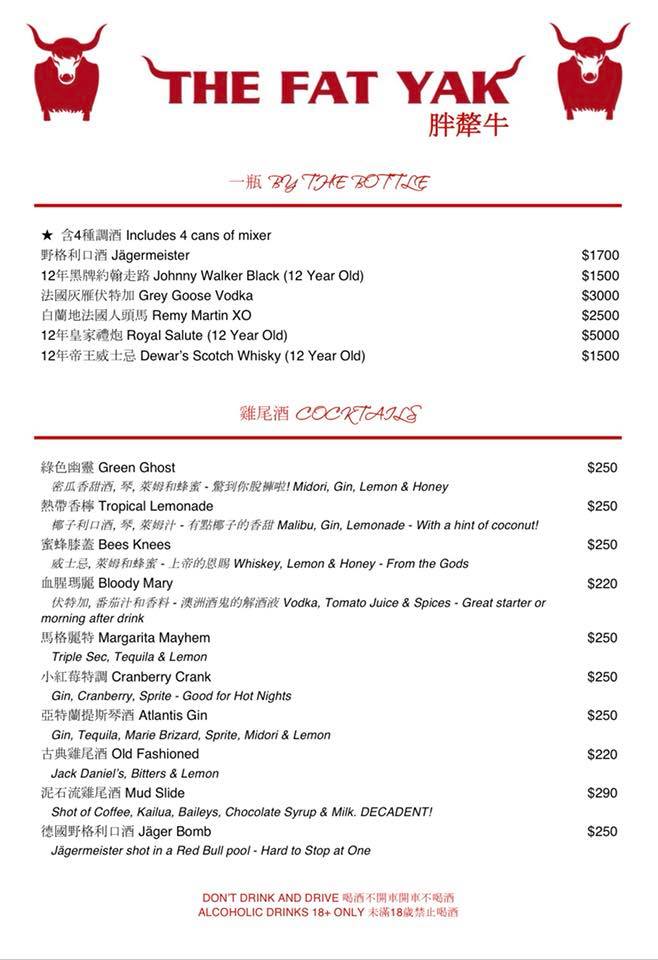 THE FAT YAK
胖犛牛
一瓶 BY THE BOTTLE
★ 含4種調酒 Includes 4 cans of mixer
野格利口酒 Jägermeister $1700
12年黑牌約翰走路 Johnny Walker Black (12 Year Old) $1500
法國灰雁伏特加 Grey Goose Vodka $3000
白蘭地法國人頭馬 Remy Martin XO $2500
12年皇家禮炮 Royal Salute (12 Year Old) $5000
12年帝王威士忌 Dewar's Scotch Whisky (12 Year Old) $1500
雞尾酒 COCKTAILS
綠色幽靈 Green Ghost $250
密瓜香甜酒, 琴, 萊姆和蜂蜜 - 驚到你脫褲啦! Midori, Gin, Lemon & Honey
熱帶香檸 Tropical Lemonade $250
椰子利口酒, 琴, 萊姆汁 - 有點椰子的香甜 Malibu, Gin, Lemonade - With a hint of coconut!
蜜蜂膝蓋 Bees Knees $250
威士忌, 萊姆和蜂蜜 - 上帝的恩賜 Whiskey, Lemon & Honey - From the Gods
血腥瑪麗 Bloody Mary $220
伏特加, 番茄汁和香料 - 澳洲酒鬼的解酒液 Vodka, Tomato Juice & Spices - Great starter or
morning after drink
馬格麗特 Margarita Mayhem $250
Triple Sec, Tequila & Lemon
小紅莓特調 Cranberry Crank $250
Gin, Cranberry, Sprite - Good for Hot Nights
亞特蘭提斯琴酒 Atlantis Gin $250
Gin, Tequila, Marie Brizard, Sprite, Midori & Lemon
古典雞尾酒 Old Fashioned $220
Jack Daniel's, Bitters & Lemon
泥石流雞尾酒 Mud Slide $290
Shot of Coffee, Kailua, Baileys, Chocolate Syrup & Milk. DECADENT!
德國野格利口酒 Jäger Bomb $250
Jägermeister shot in a Red Bull pool - Hard to Stop at One
DON'T DRINK AND DRIVE 喝酒不開車開車不喝酒
ALCOHOLIC DRINKS 18+ ONLY 未滿18歲禁止喝酒